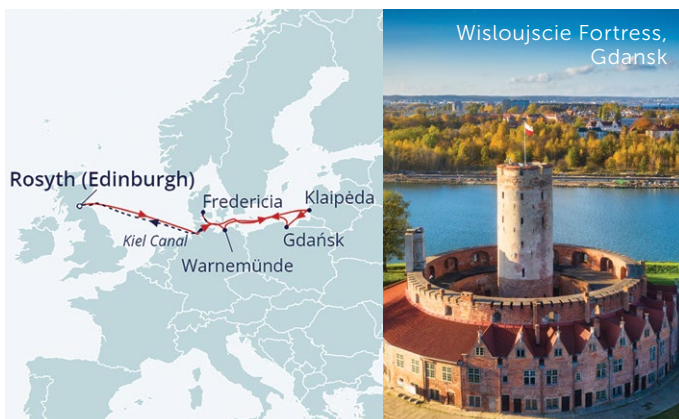 Rosyth (Edinburgh)
Fredericia
Klaipėda
Kiel Canal
Gdańsk
Warnemünde
Wisloujscie Fortress,
Gdansk